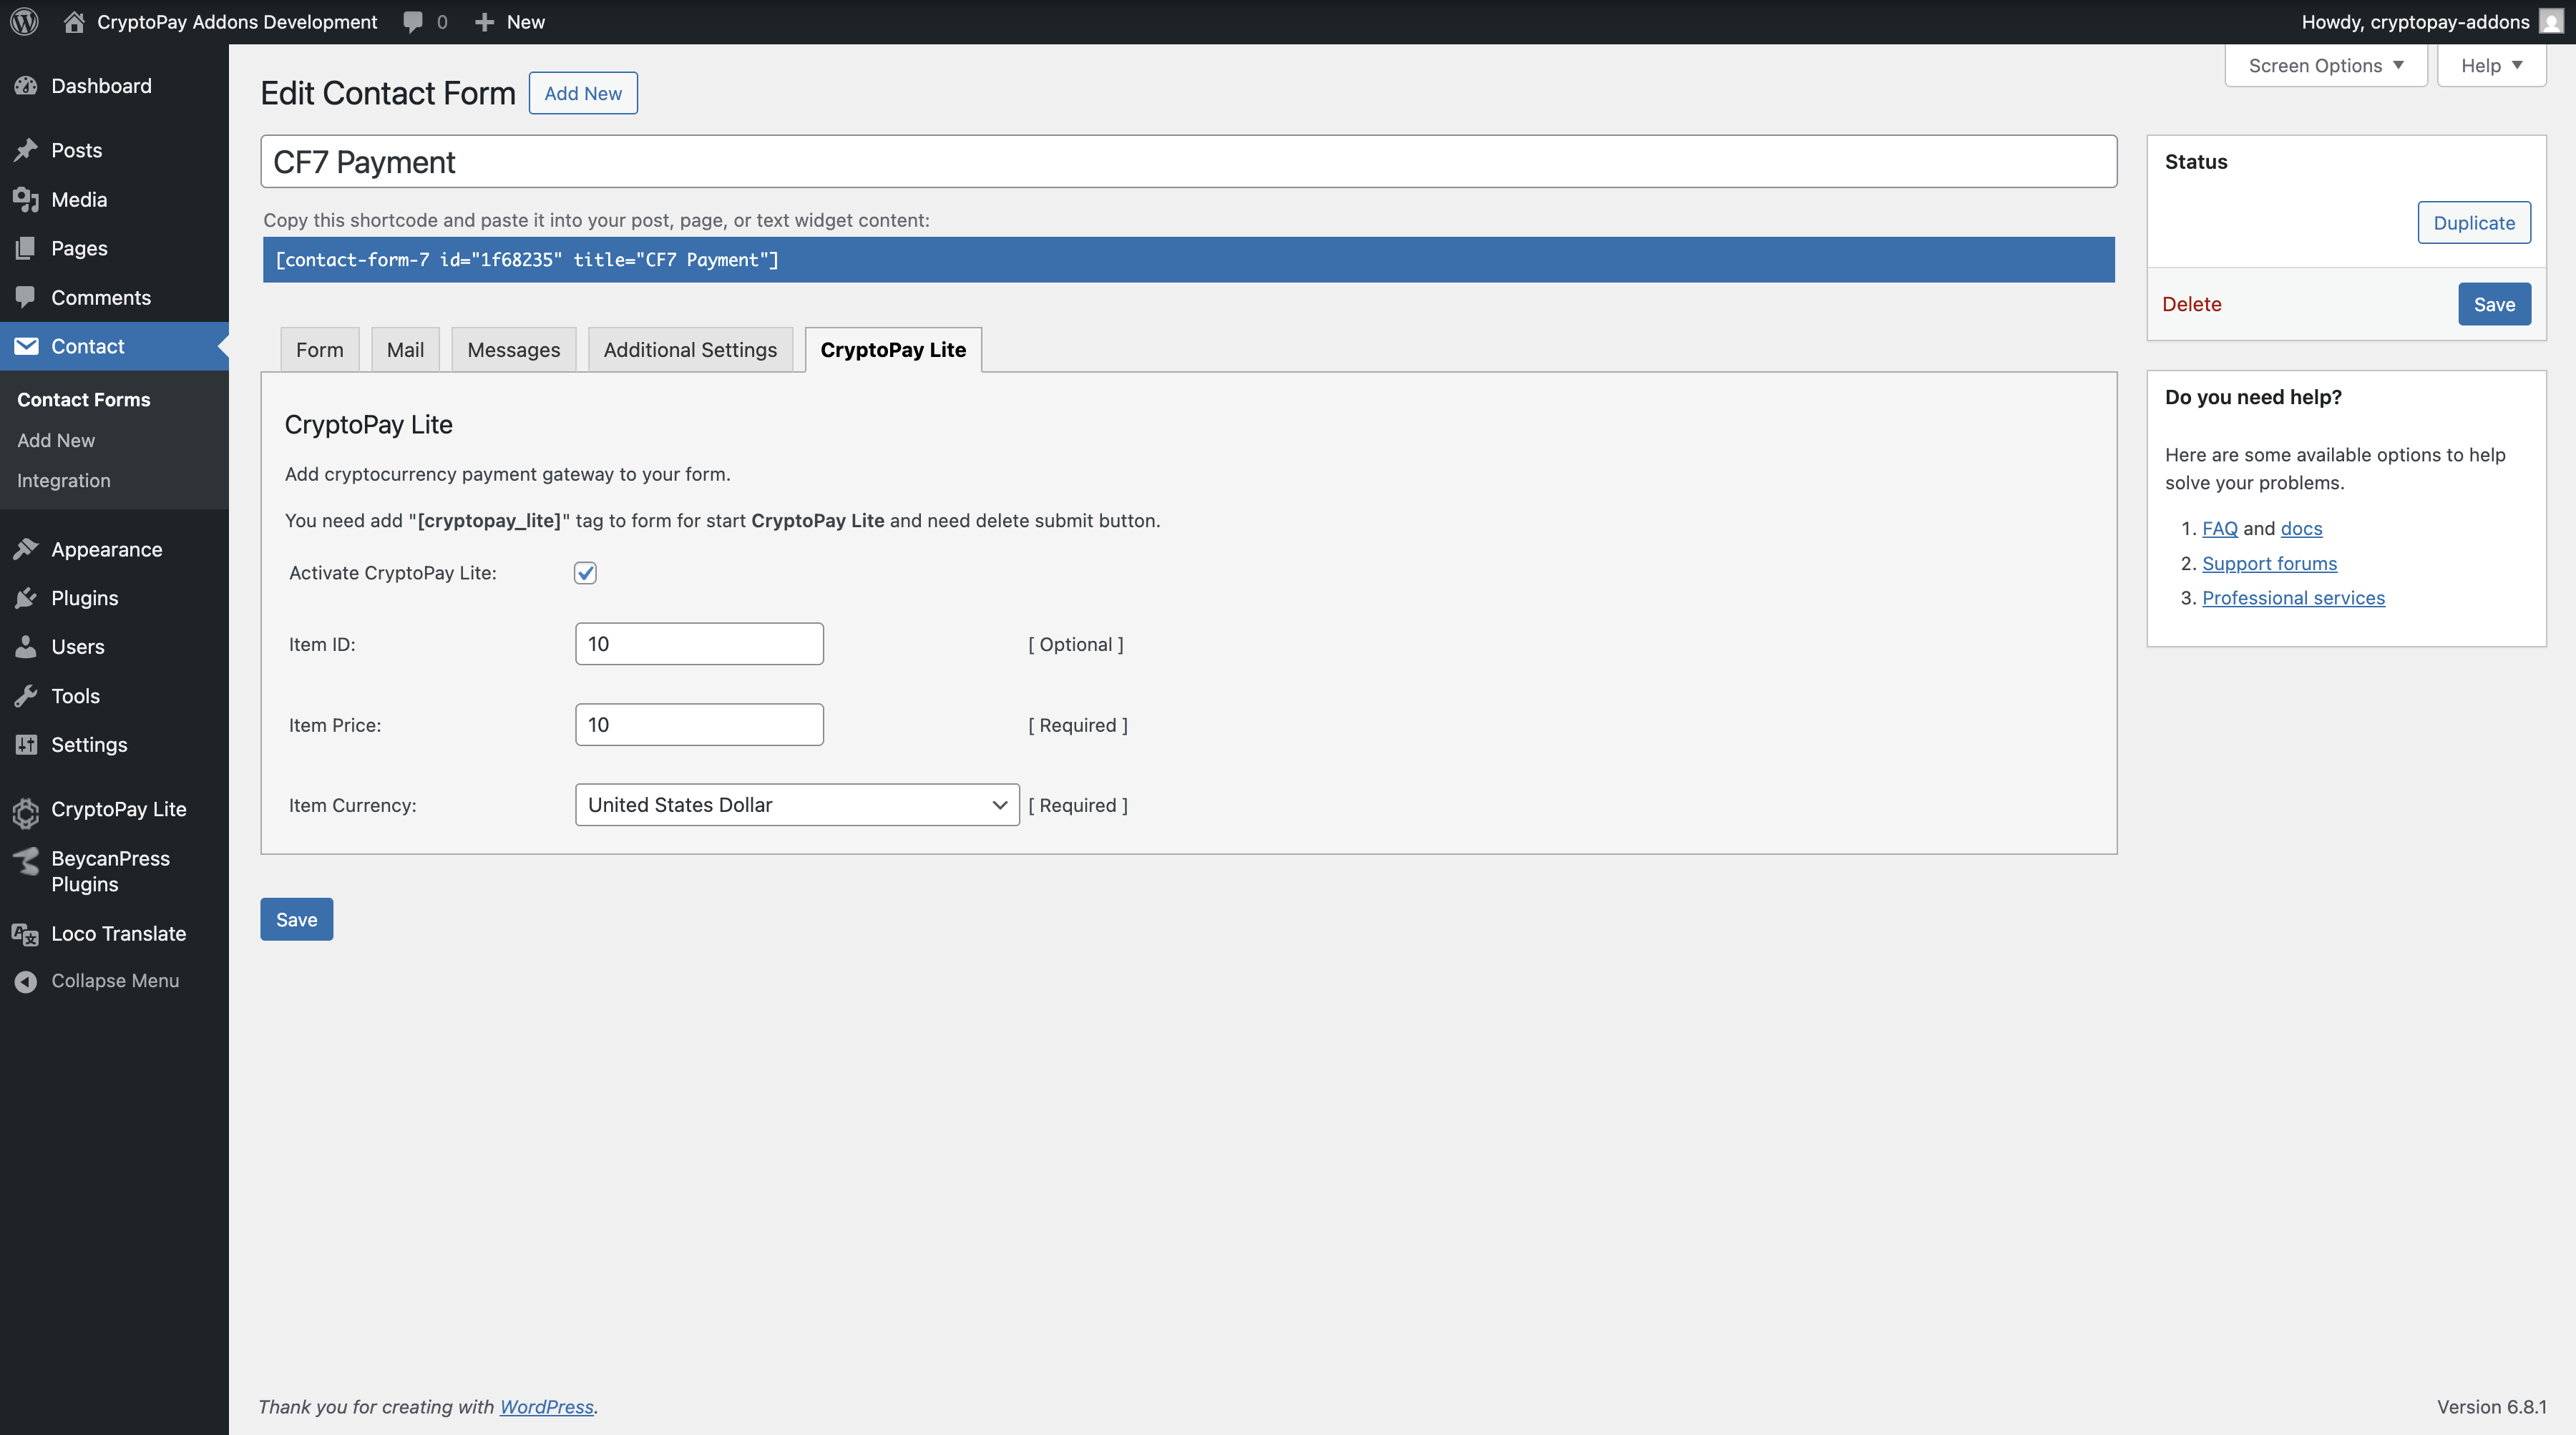 CryptoPay Addons Development
0
New
Howdy, cryptopay-addons
Dashboard
Posts
Media
Pages
Comments
Contact
Contact Forms
Add New
Integration
Appearance
Plugins
Users
Tools
Settings
CryptoPay Lite
BeycanPress
Plugins
Loco Translate
Collapse Menu
Screen Options
Help
Edit Contact Form
Add New
CF7 Payment
Copy this shortcode and paste it into your post, page, or text widget content:
[contact-form-7 id="1f68235" title="CF7 Payment"]
Form
Mail
Messages
Additional Settings
CryptoPay Lite
CryptoPay Lite
Add cryptocurrency payment gateway to your form.
You need add "[cryptopay_lite]" tag to form for start CryptoPay Lite and need delete submit button.
Activate CryptoPay Lite:
Item ID:
10
[ Optional ]
Item Price:
10
[ Required ]
Item Currency:
United States Dollar
[ Required ]
Save
Status
Duplicate
Delete
Save
Do you need help?
Here are some available options to help
solve your problems.
1. FAQ and docs
2. Support forums
3. Professional services
Thank you for creating with WordPress.
Version 6.8.1